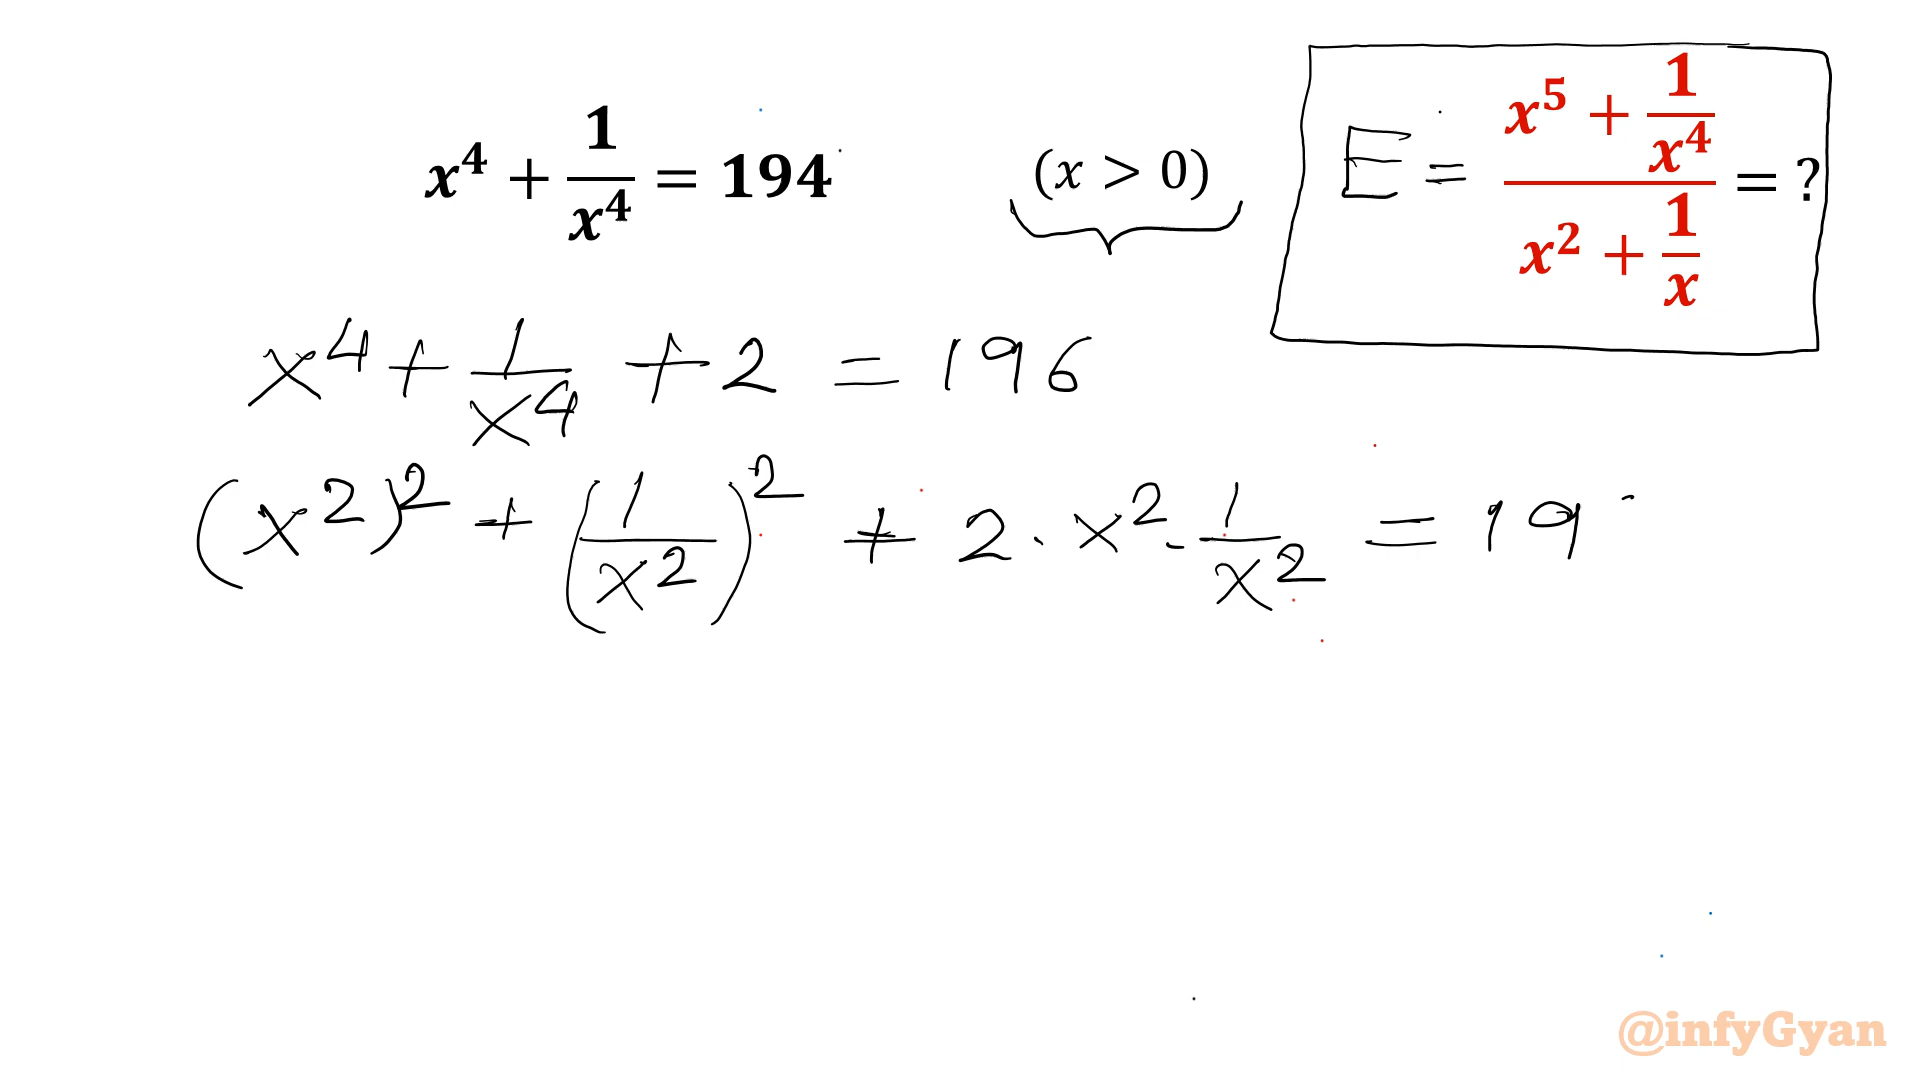 x⁴ + 1/x⁴ = 194 (x > 0) E = (x⁵ + 1/x⁴)/(x² + 1/x) = ?
x⁴ + 1/x⁴ + 2 = 196
(x²)² + (1/x²)² + 2 · x² · 1/x² = 19
@infyGyan